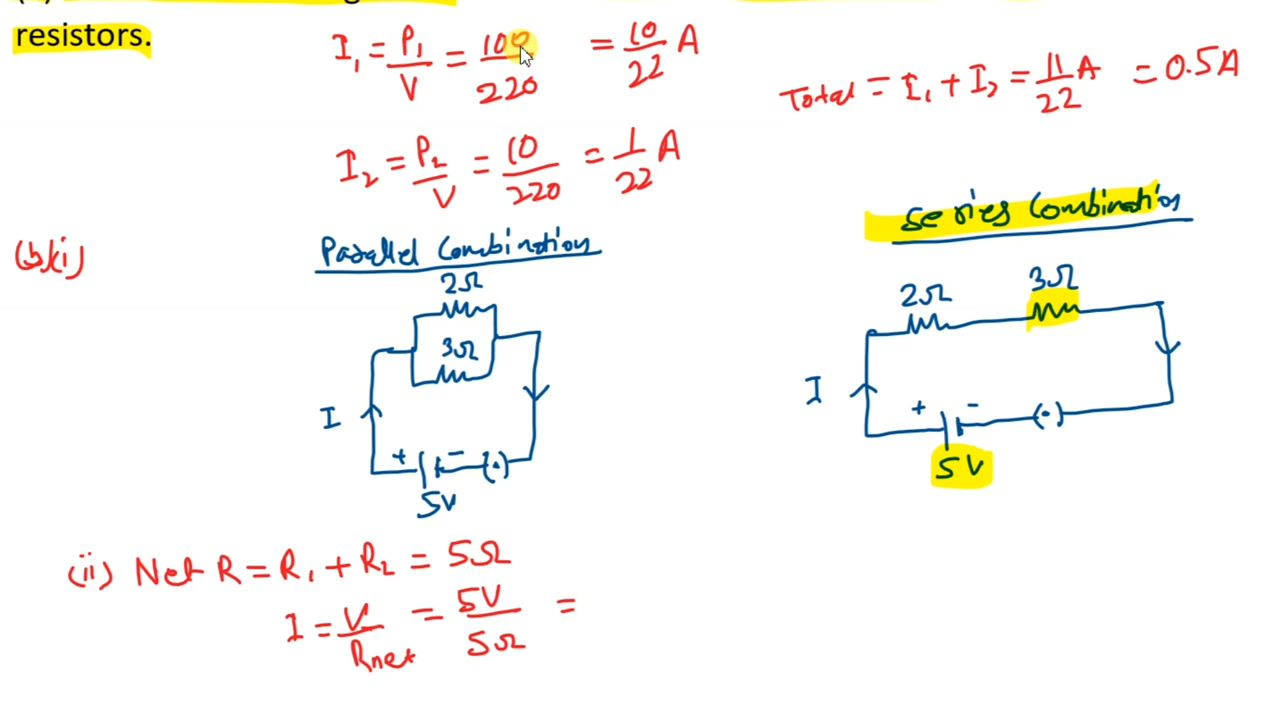 resistors.
I₁ = P₁/V = 100/220 = 10/22 A
Total = I₁ + I₂ = 11/22 A = 0.5A
I₂ = P₂/V = 10/220 = 1/22 A
Series Combination
(b)(i)
Parallel Combination
2Ω
3Ω
2Ω
3Ω
I
I
+ -
5V
+ -
5V
(ii) Net R = R₁ + R₂ = 5Ω
I = V/Rnet = 5V/5Ω =